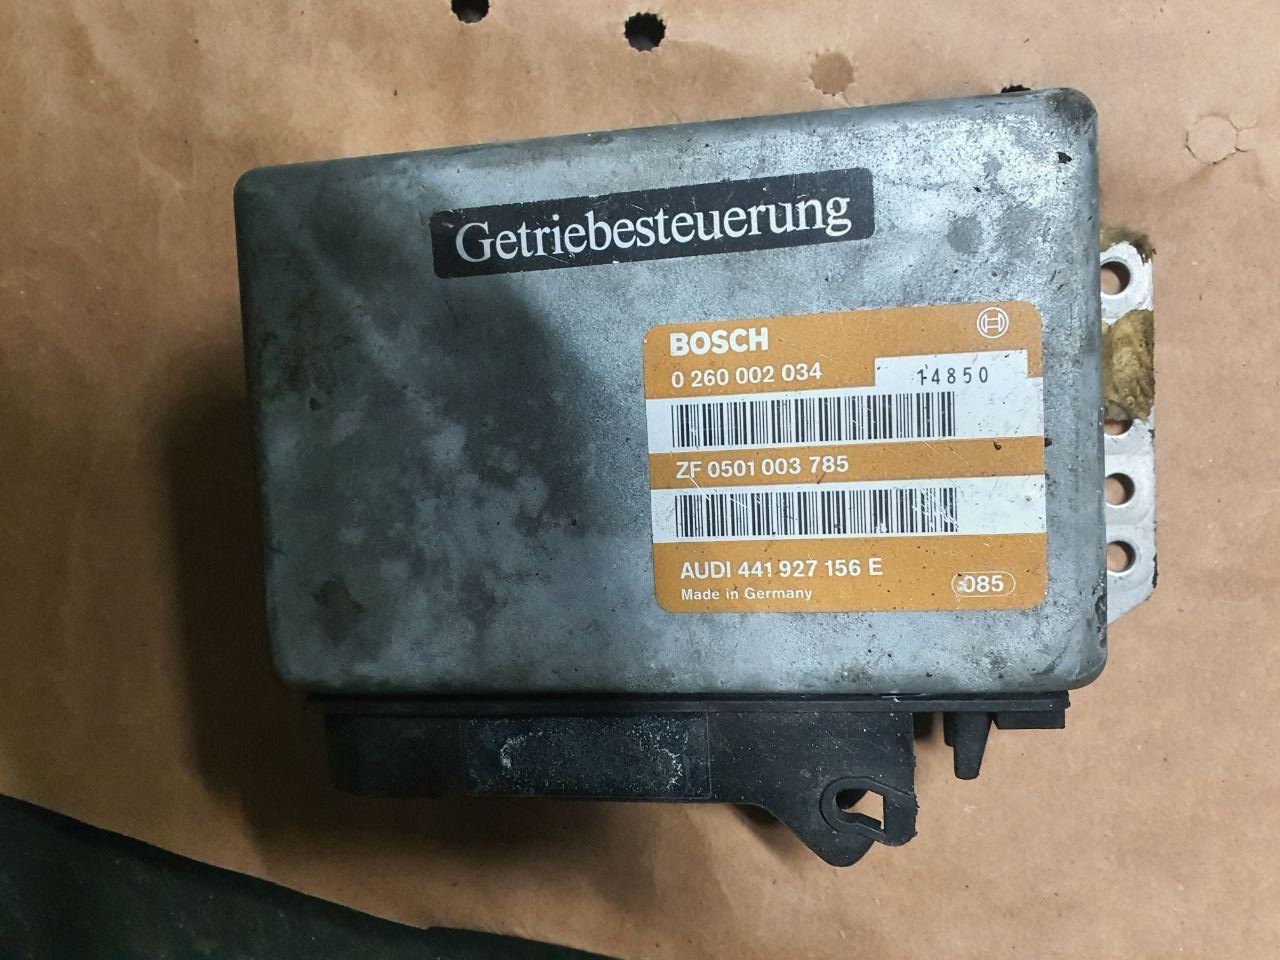 Getriebesteuerung
BOSCH
0 260 002 034
14850
ZF 0501 003 785
AUDI 441 927 156 E
Made in Germany
085